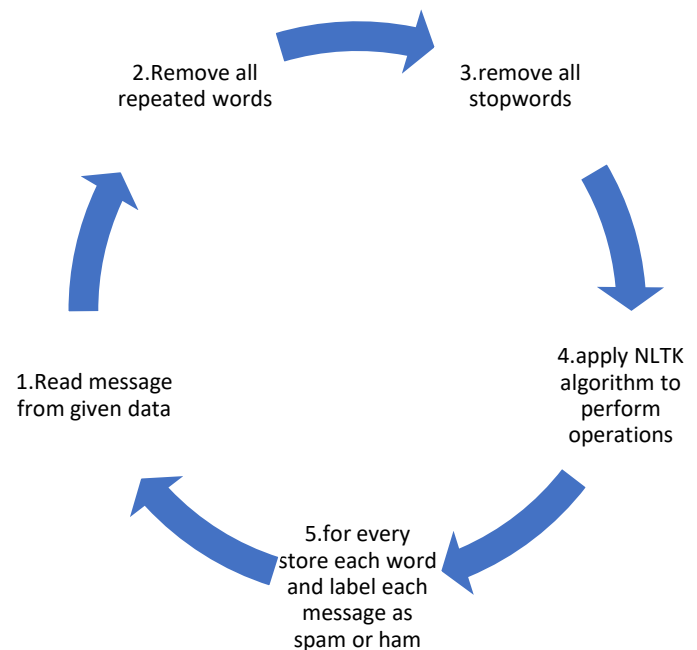 1.Read message
from given data
2.Remove all
repeated words
3.remove all
stopwords
4.apply NLTK
algorithm to
perform
operations
5.for every
store each word
and label each
message as
spam or ham